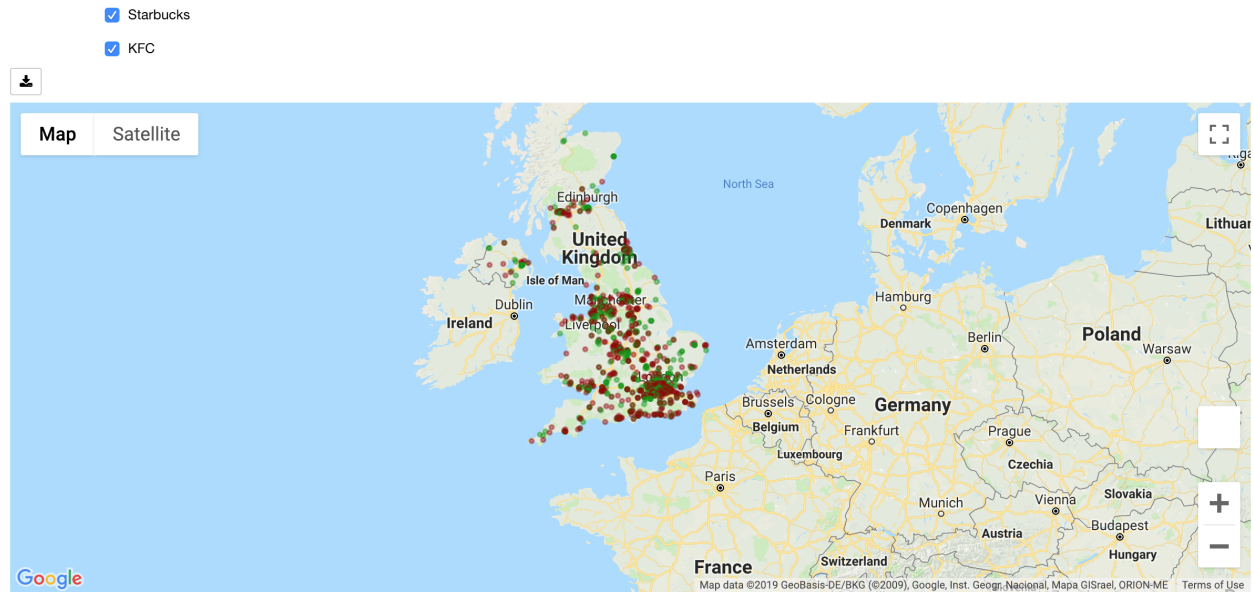 Starbucks
KFC
Map
Satellite
North Sea
Edinburgh
Copenhagen
Denmark
United
Kingdom
Isle of Man
Dublin
Ireland
Manchester
Liverpool
Hamburg
Amsterdam
Netherlands
Berlin
Poland
Warsaw
London
Brussels
Belgium
Cologne
Germany
Frankfurt
Luxembourg
Prague
Czechia
Paris
Munich
Vienna
Slovakia
Austria
Budapest
Hungary
Switzerland
France
Google
Map data ©2019 GeoBasis-DE/BKG (©2009), Google, Inst. Geogr. Nacional, Mapa GISrael, ORION-ME
Terms of Use